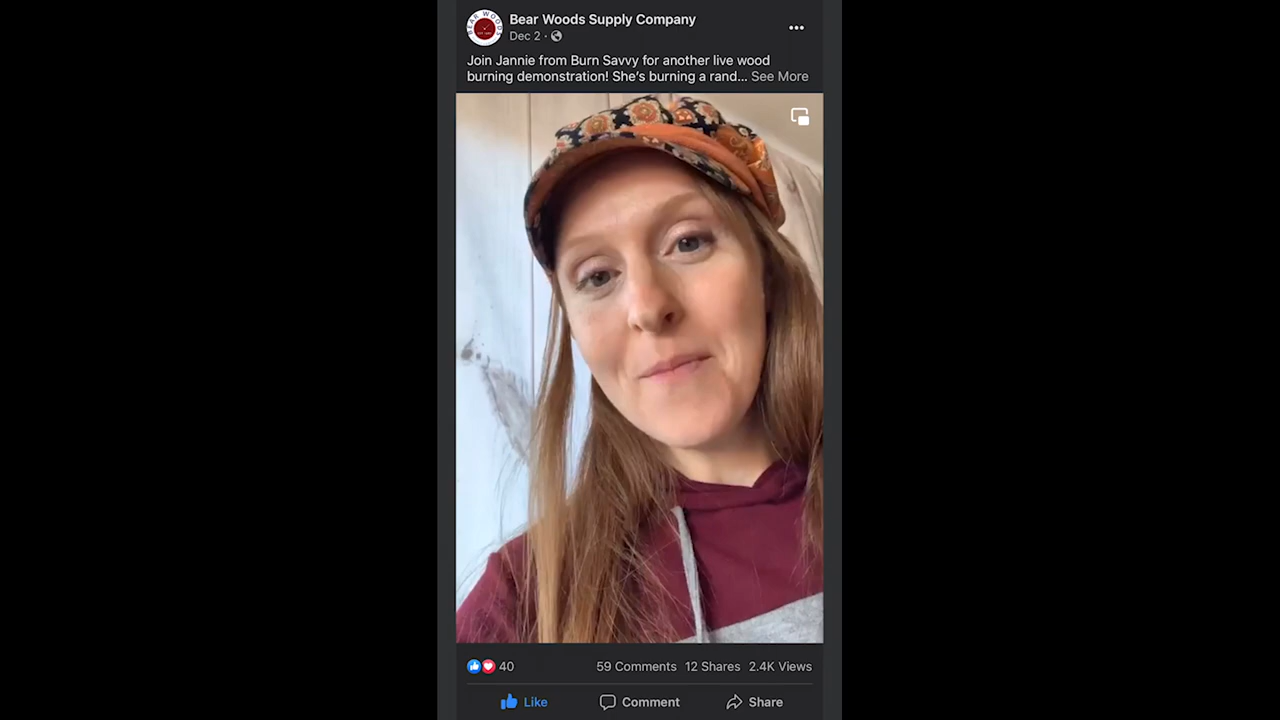 Bear Woods Supply Company
Dec 2 ·
Join Jannie from Burn Savvy for another live wood
burning demonstration! She's burning a rand... See More
40
59 Comments 12 Shares 2.4K Views
Like Comment Share